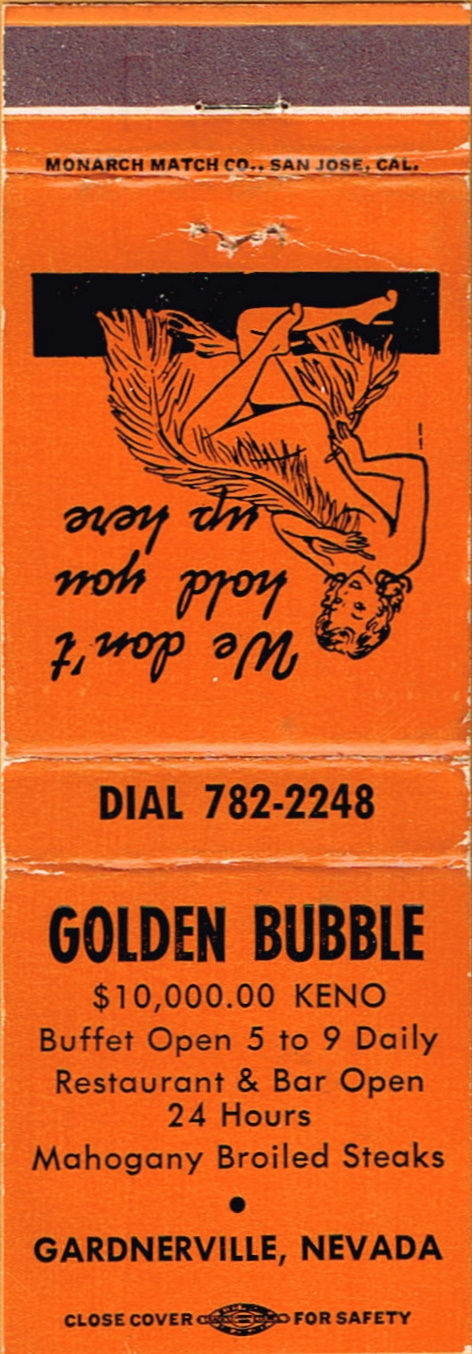 MONARCH MATCH CO., SAN JOSE, CAL.
We don't
hold you
up here
DIAL 782-2248
GOLDEN BUBBLE
$10,000.00 KENO
Buffet Open 5 to 9 Daily
Restaurant & Bar Open
24 Hours
Mahogany Broiled Steaks
GARDNERVILLE, NEVADA
CLOSE COVER FOR SAFETY